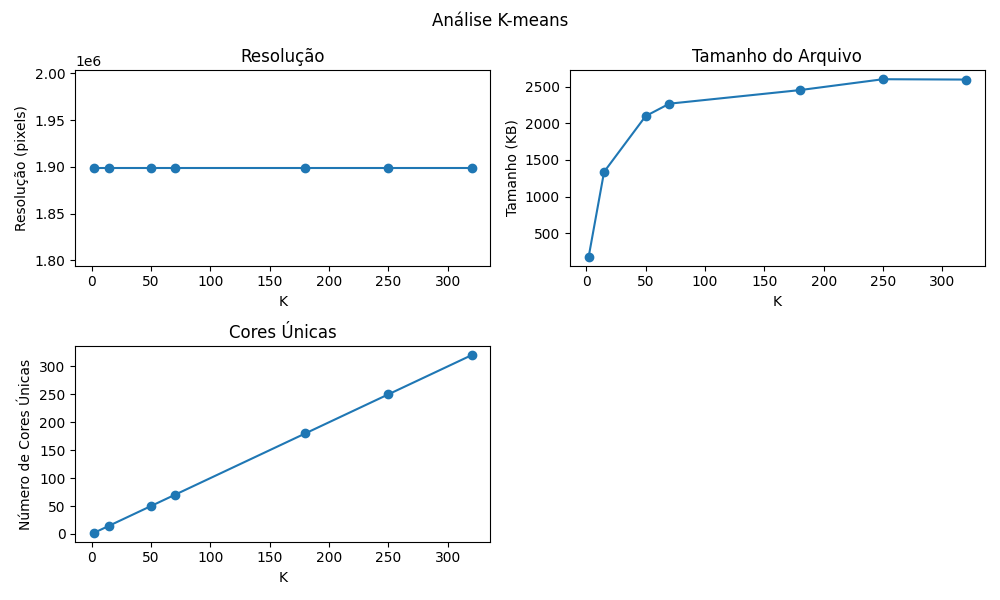 Análise K-means
Resolução
1e6
2.00
1.95
1.90
1.85
1.80
Resolução (pixels)
0 50 100 150 200 250 300
K
Tamanho do Arquivo
2500
2000
1500
1000
500
Tamanho (KB)
0 50 100 150 200 250 300
K
Cores Únicas
300
250
200
150
100
50
0
Número de Cores Únicas
0 50 100 150 200 250 300
K